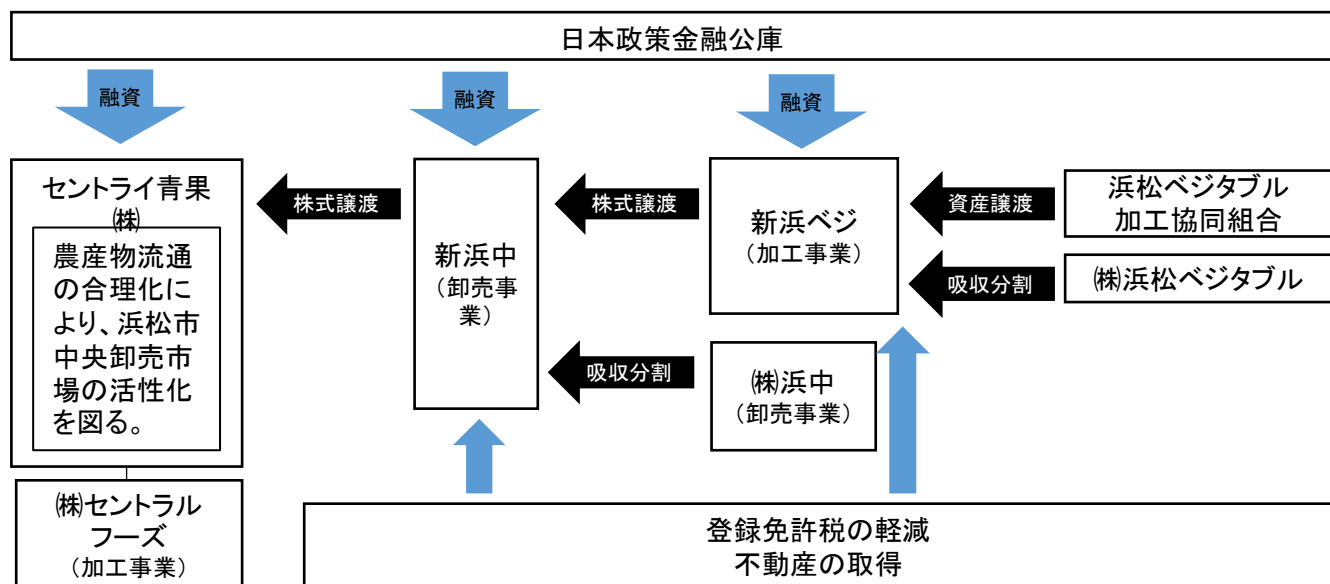 日本政策金融公庫
融資
融資
融資
セントライ青果
㈱
農産物流通
の合理化に
より、浜松市
中央卸売市
場の活性化
を図る。
㈱セントラル
フーズ
（加工事業）
株式譲渡
新浜中
（卸売事
業）
株式譲渡
吸収分割
新浜ベジ
（加工事業）
㈱浜中
（卸売事業）
資産譲渡
吸収分割
浜松ベジタブル
加工協同組合
㈱浜松ベジタブル
登録免許税の軽減
不動産の取得